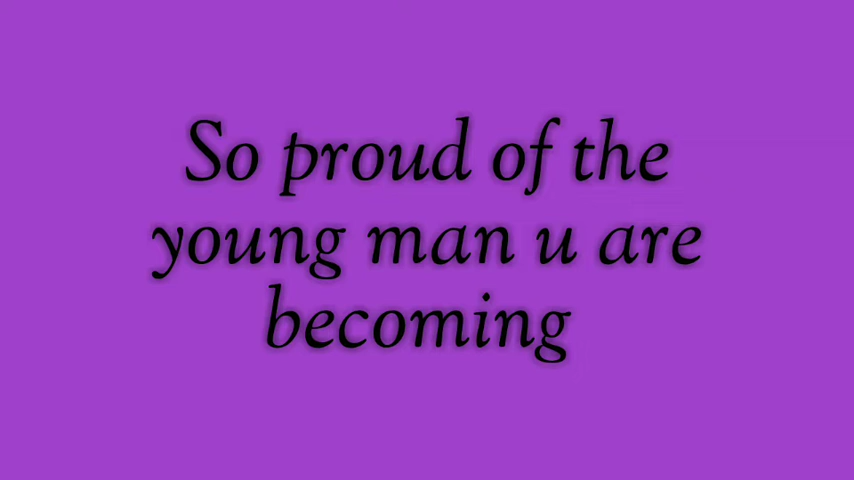 So proud of the
young man u are
becoming